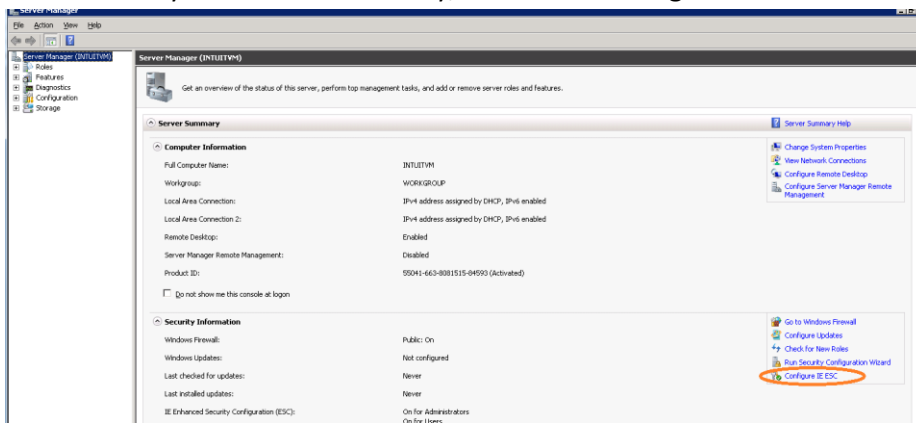 Server Manager
File Action View Help
Server Manager (INTUITVM)
Roles
Features
Diagnostics
Configuration
Storage
Server Manager (INTUITVM)
Get an overview of the status of this server, perform top management tasks, and add or remove server roles and features.
Server Summary
Server Summary Help
Computer Information
Full Computer Name: INTUITVM
Workgroup: WORKGROUP
Local Area Connection: IPv4 address assigned by DHCP, IPv6 enabled
Local Area Connection 2: IPv4 address assigned by DHCP, IPv6 enabled
Remote Desktop: Enabled
Server Manager Remote Management: Disabled
Product ID: 55041-663-8081515-84593 (Activated)
Do not show me this console at logon
Change System Properties
View Network Connections
Configure Remote Desktop
Configure Server Manager Remote
Management
Security Information
Windows Firewall: Public: On
Windows Updates: Not configured
Last checked for updates: Never
Last installed updates: Never
IE Enhanced Security Configuration (ESC): On for Administrators
On for Users
Go to Windows Firewall
Configure Updates
Check for New Roles
Run Security Configuration Wizard
Configure IE ESC